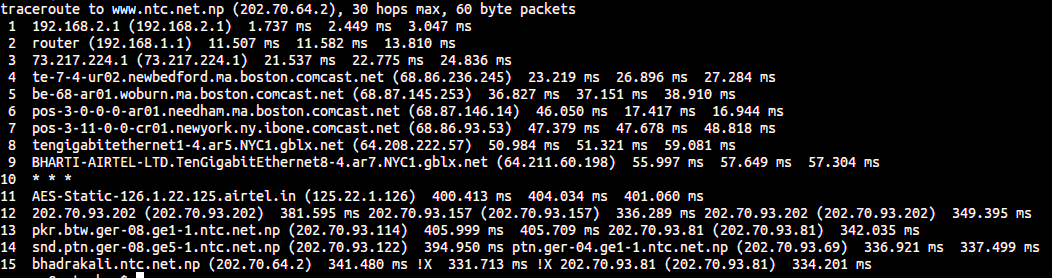 traceroute to www.ntc.net.np (202.70.64.2), 30 hops max, 60 byte packets
1 192.168.2.1 (192.168.2.1) 1.737 ms 2.449 ms 3.047 ms
2 router (192.168.1.1) 11.507 ms 11.582 ms 13.810 ms
3 73.217.224.1 (73.217.224.1) 21.537 ms 22.775 ms 24.836 ms
4 te-7-4-ur02.newbedford.ma.boston.comcast.net (68.86.236.245) 23.219 ms 26.896 ms 27.284 ms
5 be-68-ar01.woburn.ma.boston.comcast.net (68.87.145.253) 36.827 ms 37.151 ms 38.910 ms
6 pos-3-0-0-0-ar01.needham.ma.boston.comcast.net (68.87.146.14) 46.050 ms 17.417 ms 16.944 ms
7 pos-3-11-0-0-cr01.newyork.ny.ibone.comcast.net (68.86.93.53) 47.379 ms 47.678 ms 48.818 ms
8 tengigabitethernet1-4.ar5.NYC1.gblx.net (64.208.222.57) 50.984 ms 51.321 ms 59.081 ms
9 BHARTI-AIRTEL-LTD.TenGigabitEthernet8-4.ar7.NYC1.gblx.net (64.211.60.198) 55.997 ms 57.649 ms 57.304 ms
10 * * *
11 AES-Static-126.1.22.125.airtel.in (125.22.1.126) 400.413 ms 404.034 ms 401.060 ms
12 202.70.93.202 (202.70.93.202) 381.595 ms 202.70.93.157 (202.70.93.157) 336.289 ms 202.70.93.202 (202.70.93.202) 349.395 ms
13 pkr.btw.ger-08.ge1-1.ntc.net.np (202.70.93.114) 405.999 ms 405.709 ms 202.70.93.81 (202.70.93.81) 342.035 ms
14 snd.ptn.ger-08.ge5-1.ntc.net.np (202.70.93.122) 394.950 ms ptn.ger-04.ge1-1.ntc.net.np (202.70.93.69) 336.921 ms 337.499 ms
15 bhadrakali.ntc.net.np (202.70.64.2) 341.480 ms !X 331.713 ms !X 202.70.93.81 (202.70.93.81) 334.201 ms